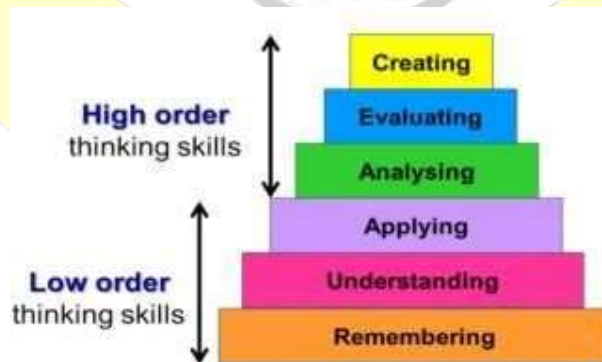 Creating
Evaluating
Analysing
Applying
Understanding
Remembering
High order
thinking skills
Low order
thinking skills